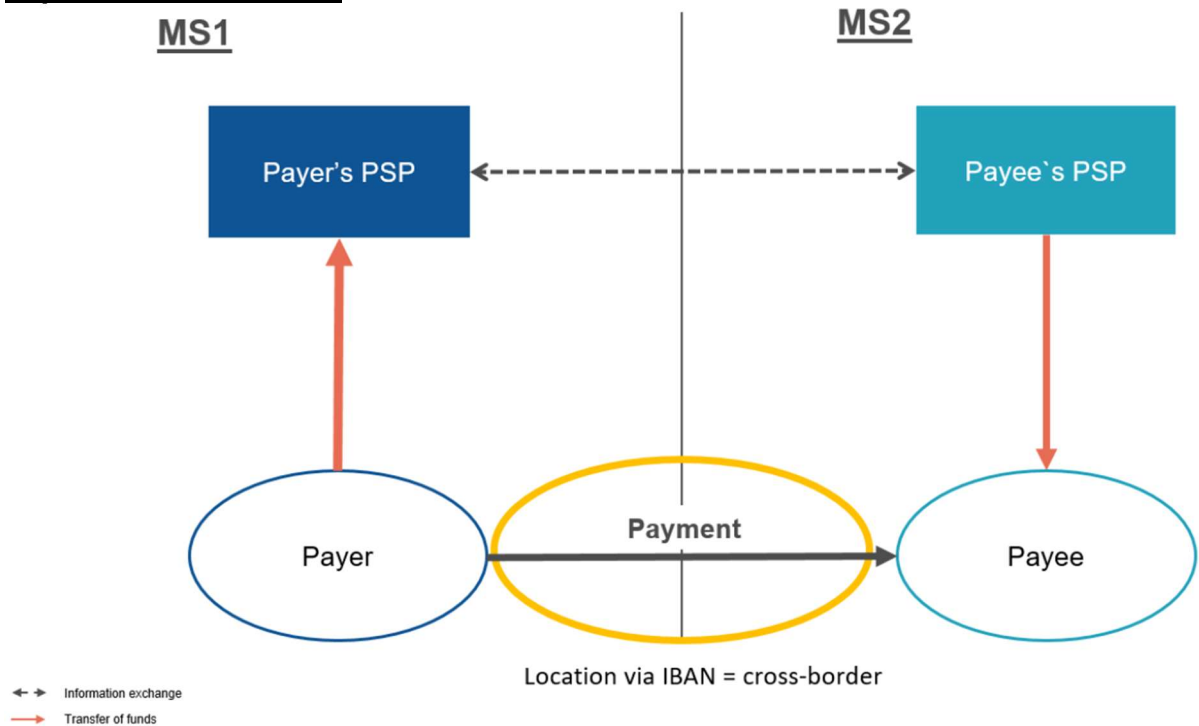 MS1
MS2
Payer’s PSP
Payee`s PSP
Payment
Payer
Payee
Location via IBAN = cross-border
Information exchange
Transfer of funds